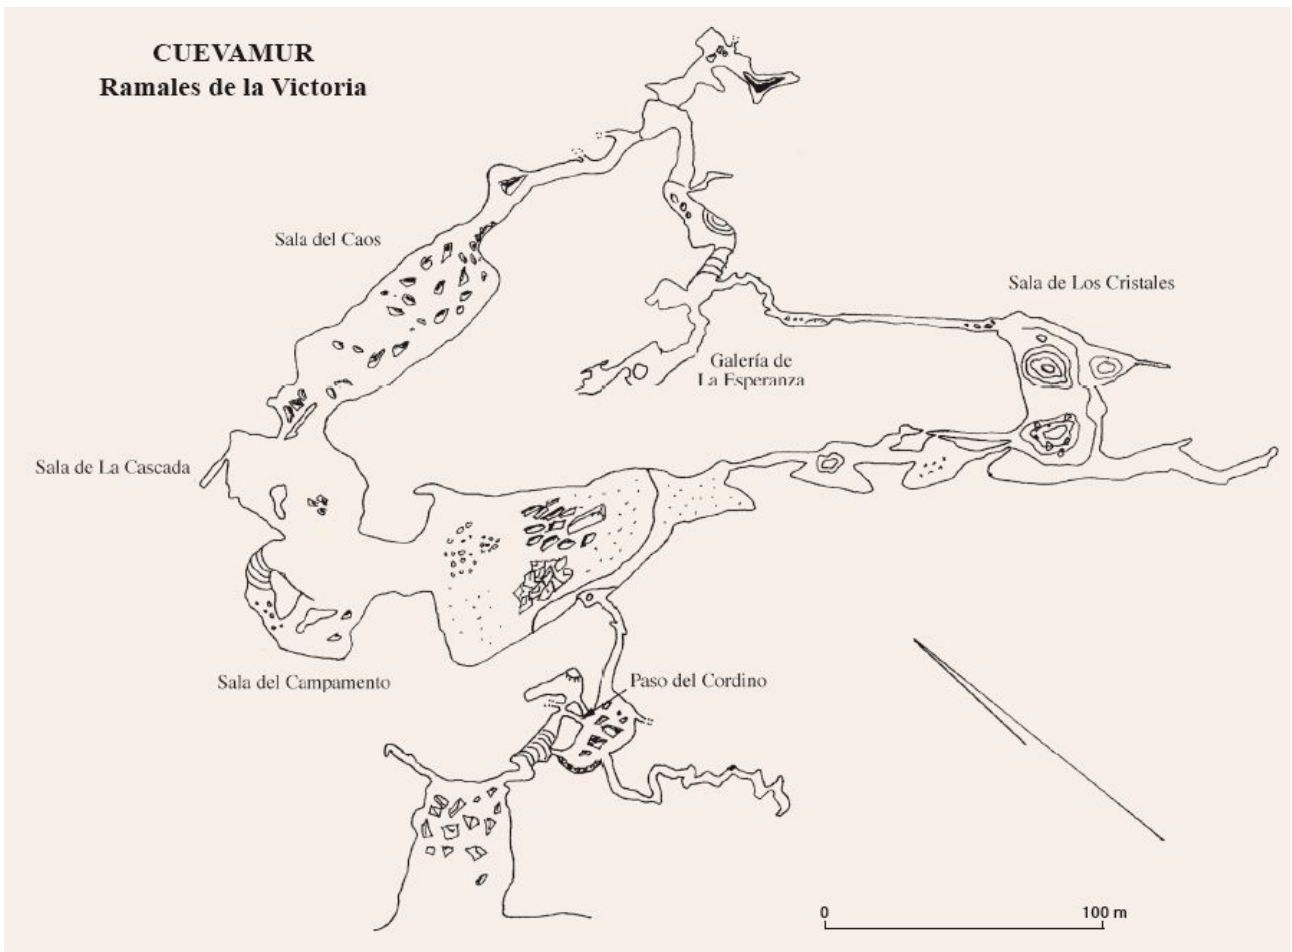 CUEVAMUR
Ramales de la Victoria
Sala del Caos
Sala de Los Cristales
Galería de
La Esperanza
Sala de La Cascada
Sala del Campamento
Paso del Cordino
0
100 m